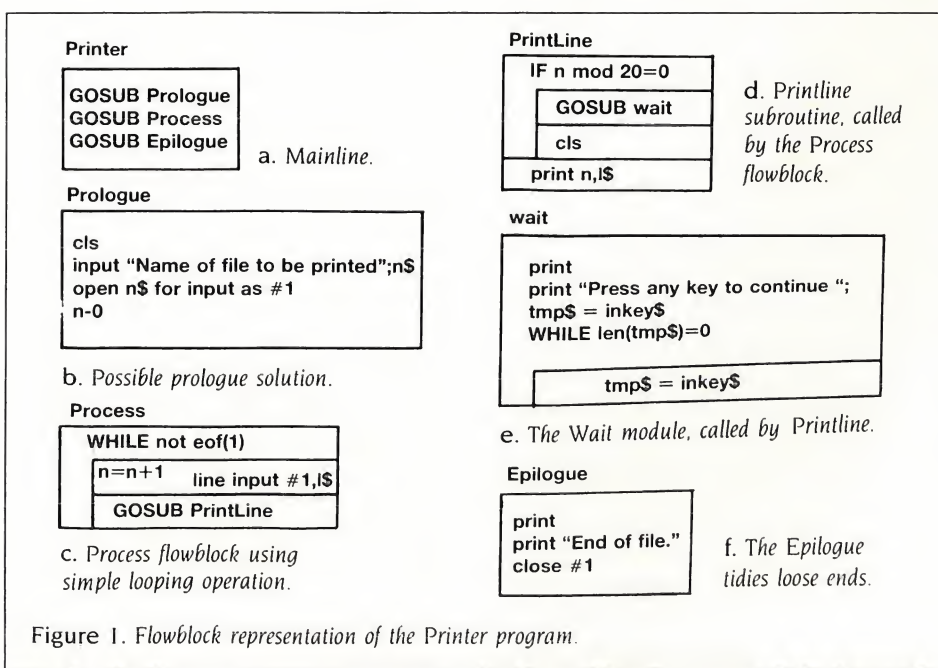 Printer
GOSUB Prologue
GOSUB Process
GOSUB Epilogue
a. Mainline.
Prologue
cls
input “Name of file to be printed”;n$
open n$ for input as #1
n-0
b. Possible prologue solution.
Process
WHILE not eof(1)
n=n+1 line input #1,l$
GOSUB PrintLine
c. Process flowblock using
simple looping operation.
PrintLine
IF n mod 20=0
GOSUB wait
cls
print n,l$
d. Printline
subroutine, called
by the Process
flowblock.
wait
print
print “Press any key to continue “;
tmp$ = inkey$
WHILE len(tmp$)=0
tmp$ = inkey$
e. The Wait module, called by Printline.
Epilogue
print
print “End of file.”
close #1
f. The Epilogue
tidies loose ends.
Figure 1. Flowblock representation of the Printer program.